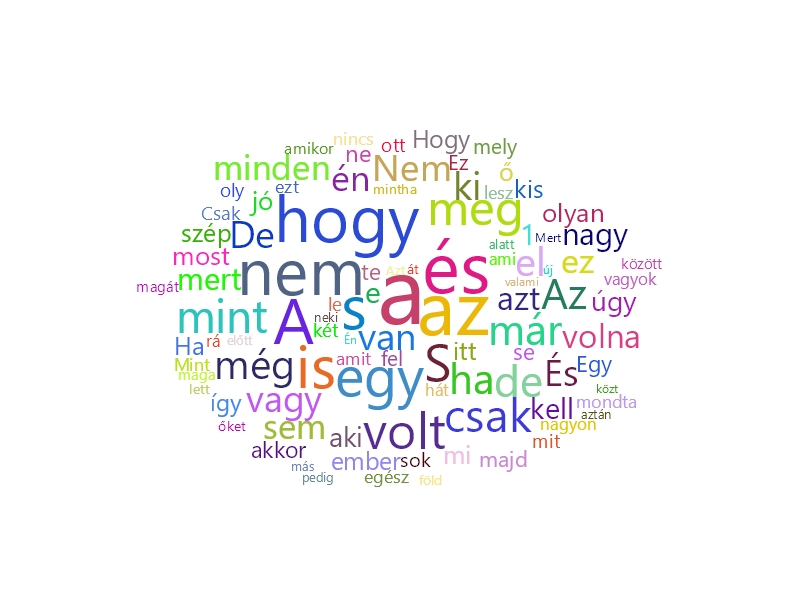 nincs
amikor
ott
Hogy
mely
ne
Nem
Ez
minden
én
ő
oly
ezt
mintha
ki
lesz
kis
jó
Csak
hogy
meg
olyan
szép
De
1
Mert
nagy
alatt
és
most
nem
te
Azt
át
el
ami
új
ez
között
mert
a
valami
vagyok
magát
e
s
az
azt
Az
úgy
mint
A
le
neki
két
van
már
volna
Ha
rá
előtt
Én
itt
se
Mint
még
is
amit
fel
S
És
Egy
maga
egy
ha
de
lett
hát
közt
így
vagy
csak
kell
mondta
aztán
őket
sem
volt
nagyon
akkor
aki
mit
ember
sok
mi
majd
más
pedig
egész
föld